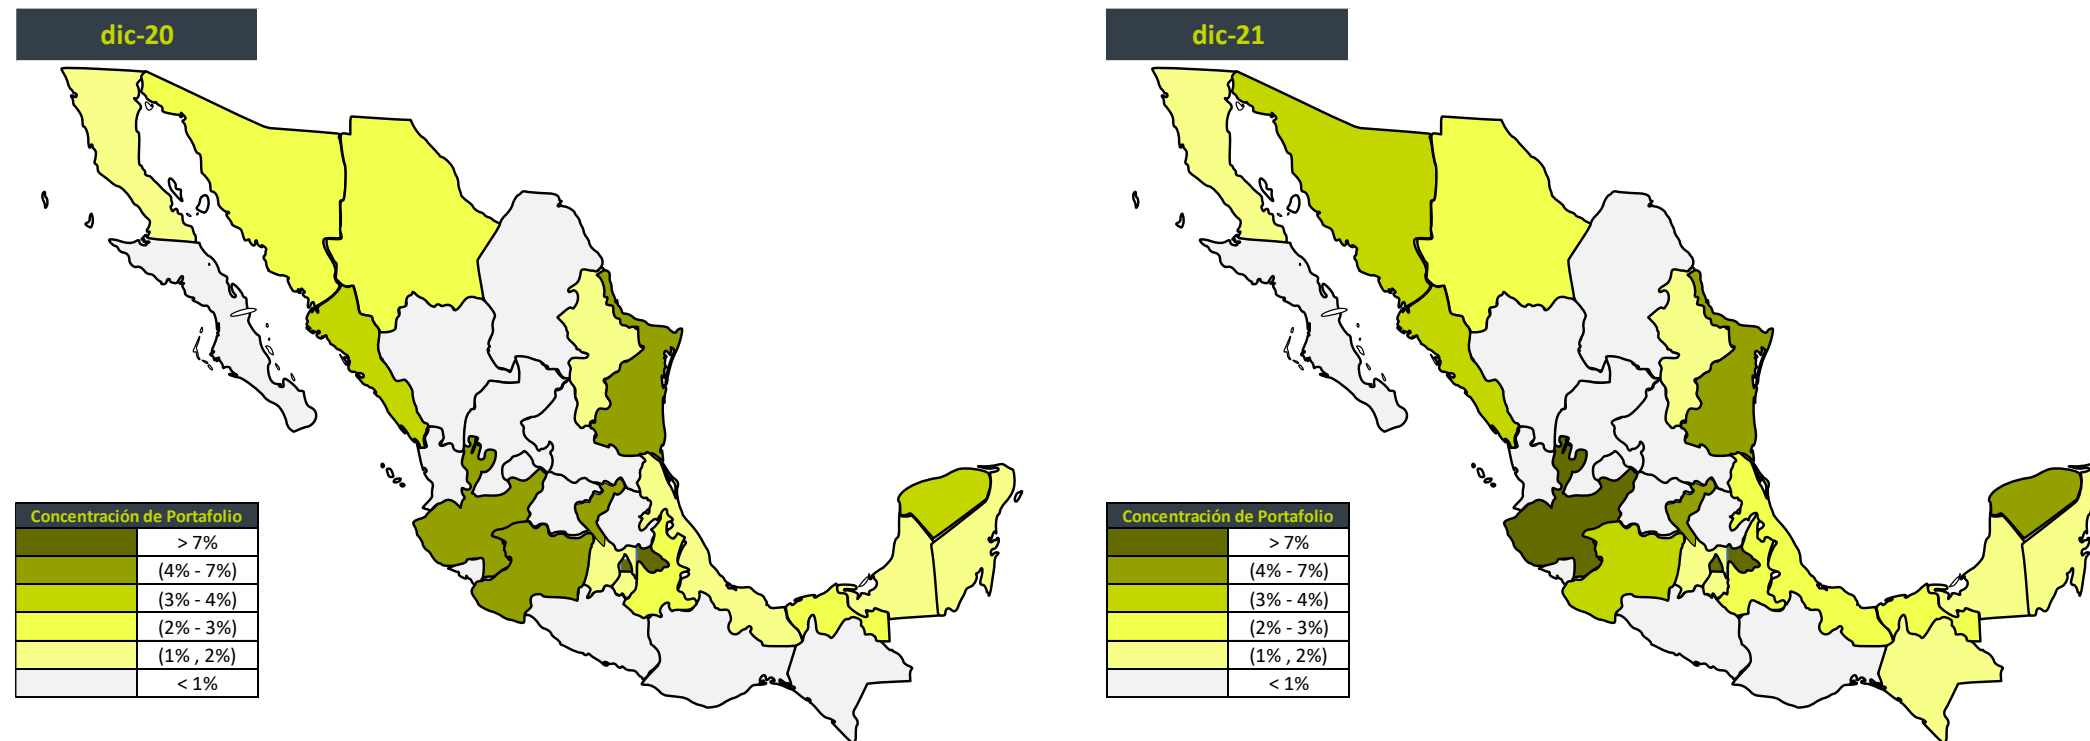 dic-20
Concentración de Portafolio
> 7%
(4% - 7%)
(3% - 4%)
(2% - 3%)
(1% , 2%)
< 1%
dic-21
Concentración de Portafolio
> 7%
(4% - 7%)
(3% - 4%)
(2% - 3%)
(1% , 2%)
< 1%